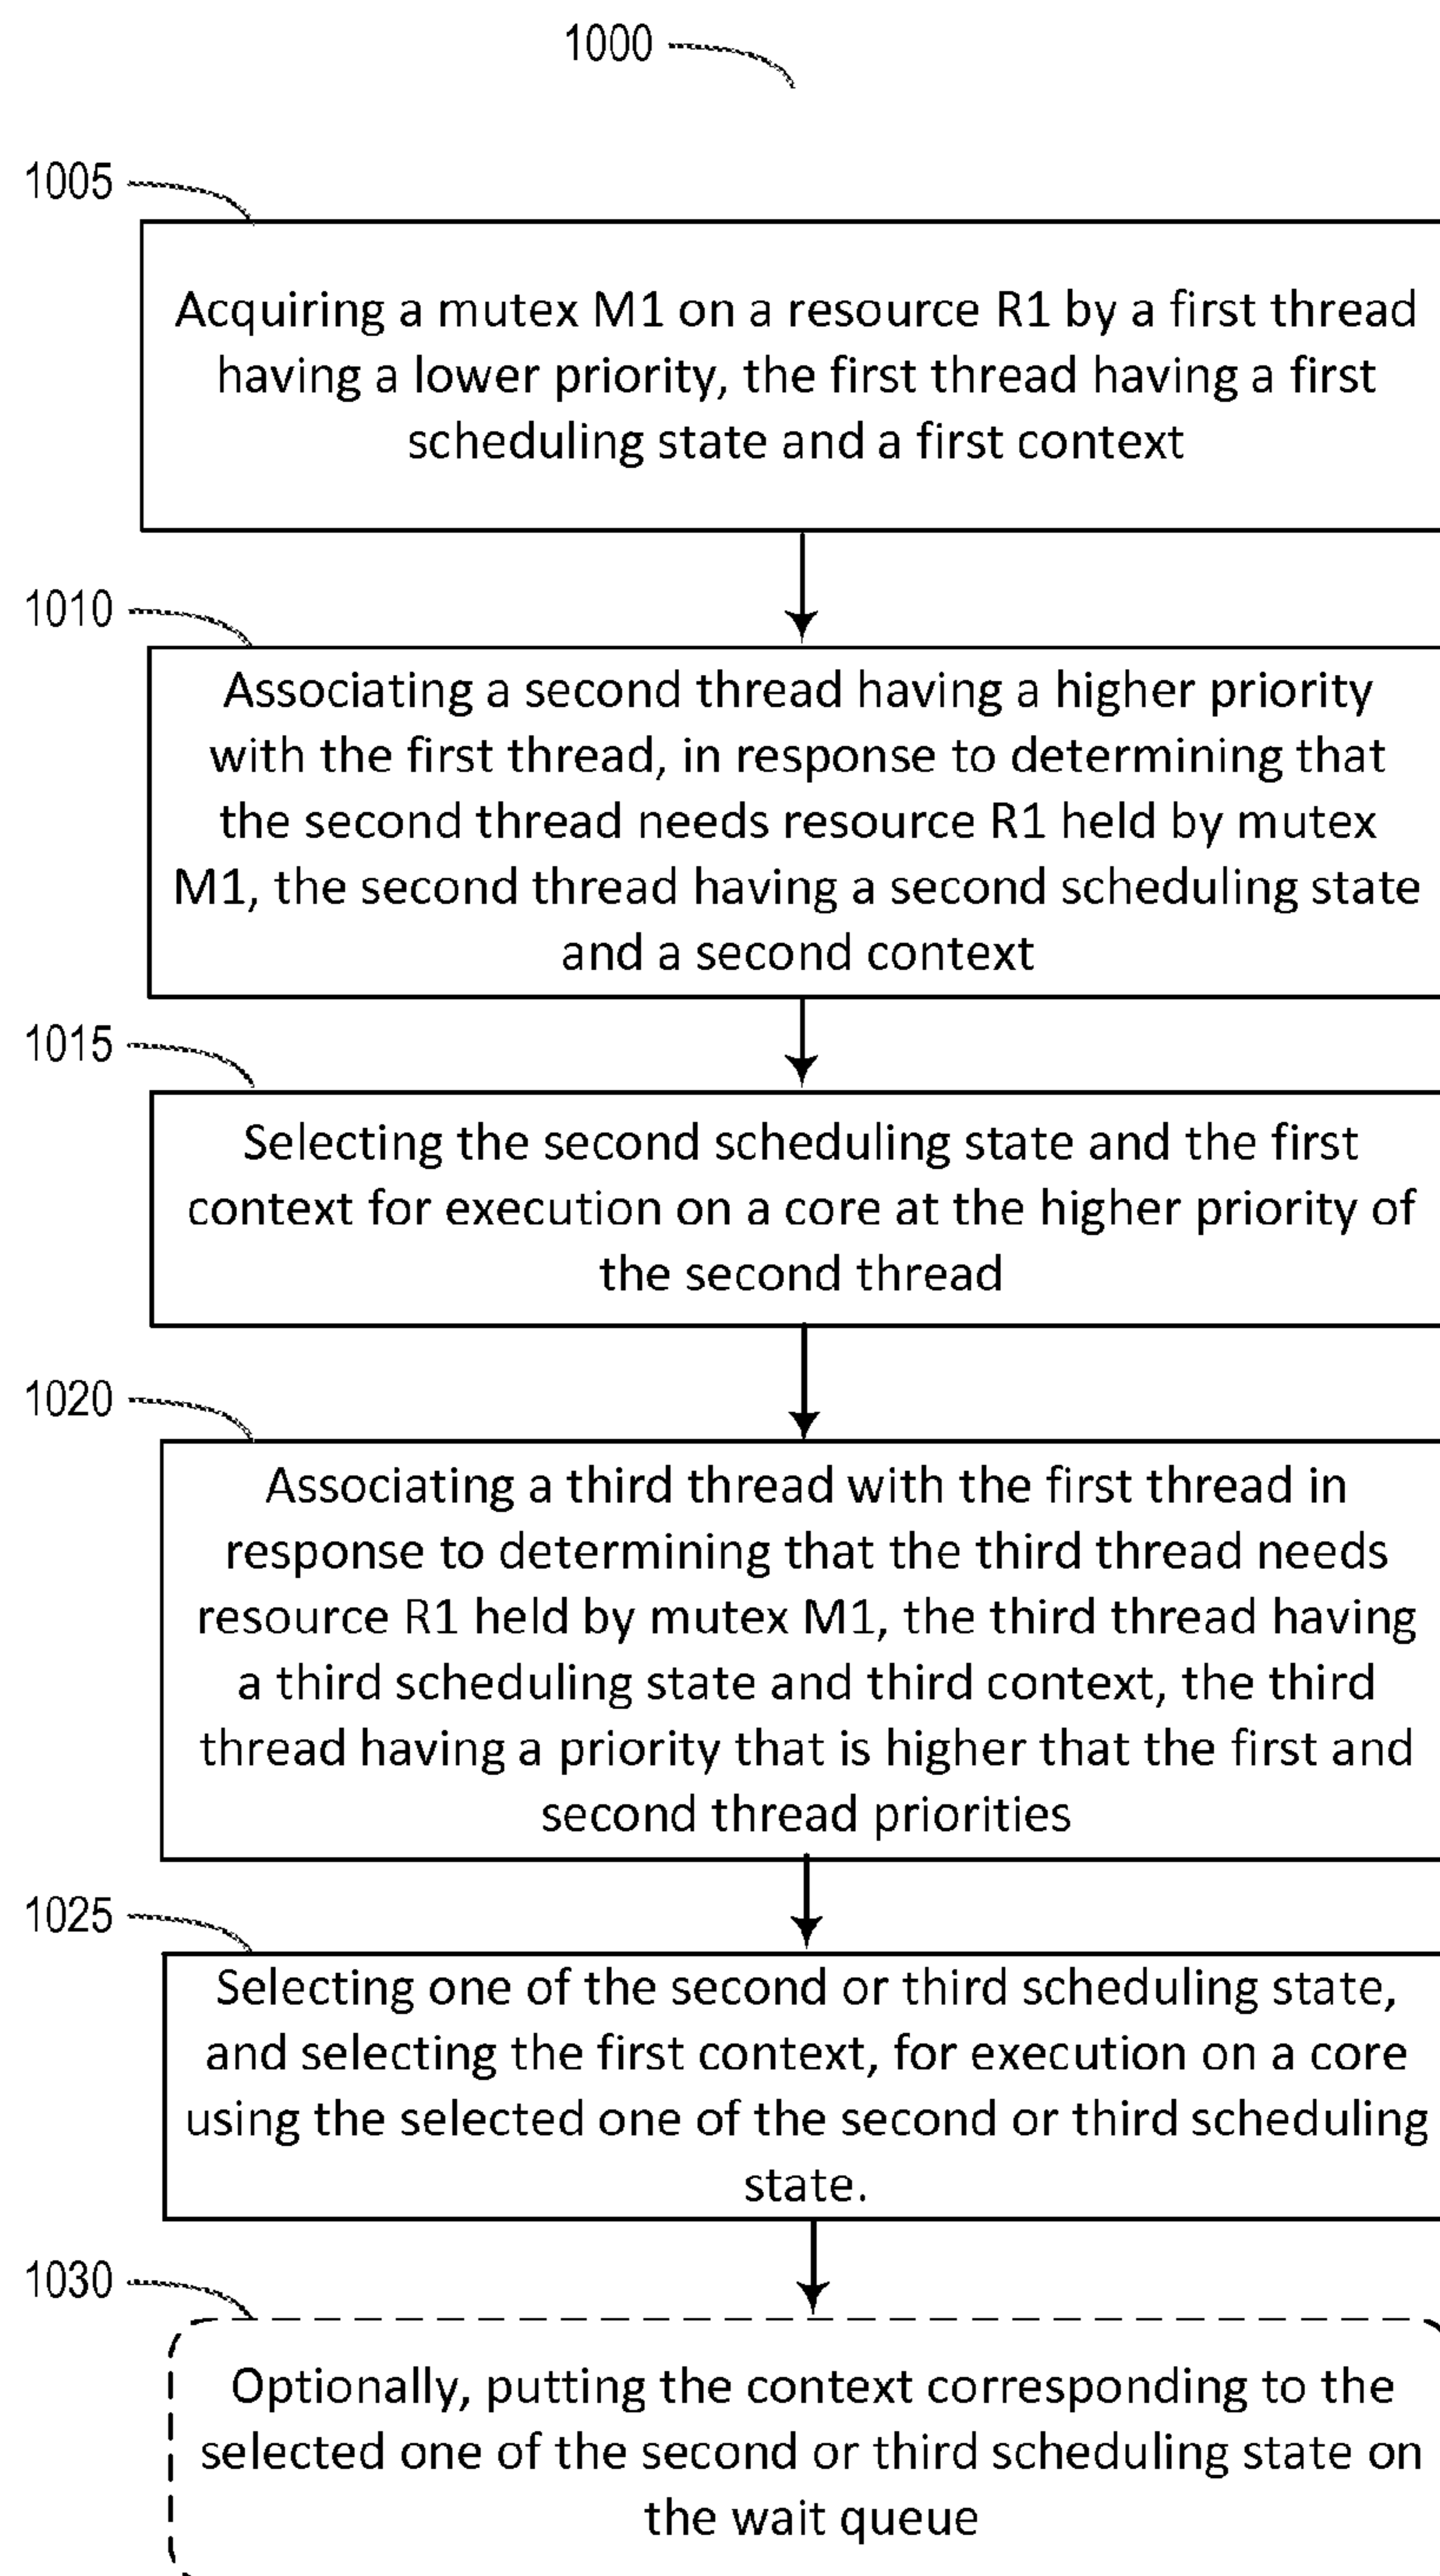 1000
1005
Acquiring a mutex M1 on a resource R1 by a first thread
having a lower priority, the first thread having a first
scheduling state and a first context
1010
Associating a second thread having a higher priority
with the first thread, in response to determining that
the second thread needs resource R1 held by mutex
M1, the second thread having a second scheduling state
and a second context
1015
Selecting the second scheduling state and the first
context for execution on a core at the higher priority of
the second thread
1020
Associating a third thread with the first thread in
response to determining that the third thread needs
resource R1 held by mutex M1, the third thread having
a third scheduling state and third context, the third
thread having a priority that is higher that the first and
second thread priorities
1025
Selecting one of the second or third scheduling state,
and selecting the first context, for execution on a core
using the selected one of the second or third scheduling
state.
1030
Optionally, putting the context corresponding to the
selected one of the second or third scheduling state on
the wait queue